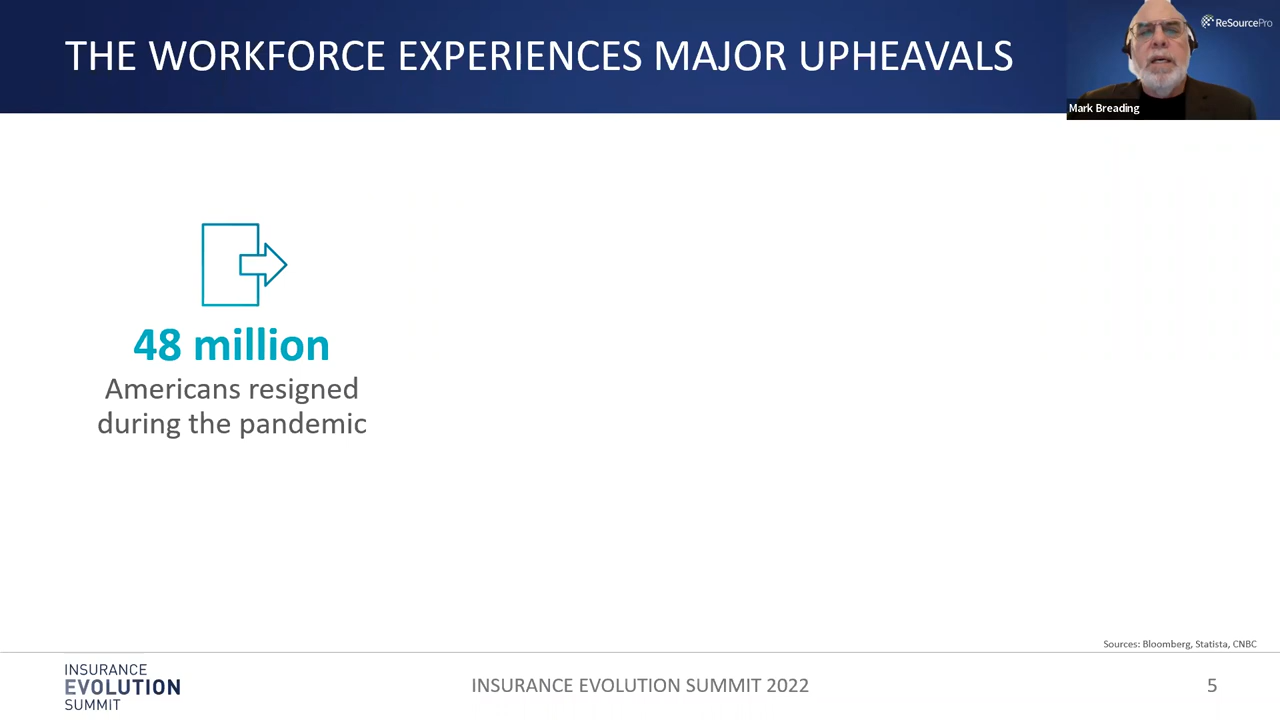 THE WORKFORCE EXPERIENCES MAJOR UPHEAVALS
ReSourcePro
Mark Breading
48 million
Americans resigned
during the pandemic
Sources: Bloomberg, Statista, CNBC
INSURANCE
EVOLUTION
SUMMIT
INSURANCE EVOLUTION SUMMIT 2022
5